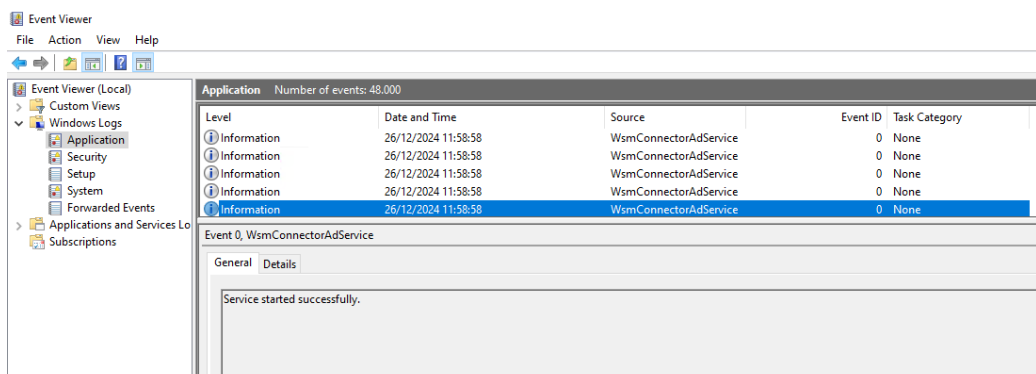 Event Viewer
File Action View Help
Event Viewer (Local)
Custom Views
Windows Logs
Application
Security
Setup
System
Forwarded Events
Applications and Services Lo
Subscriptions
Application Number of events: 48.000
Level Date and Time Source Event ID Task Category
Information 26/12/2024 11:58:58 WsmConnectorAdService 0 None
Information 26/12/2024 11:58:58 WsmConnectorAdService 0 None
Information 26/12/2024 11:58:58 WsmConnectorAdService 0 None
Information 26/12/2024 11:58:58 WsmConnectorAdService 0 None
Information 26/12/2024 11:58:58 WsmConnectorAdService 0 None
Event 0, WsmConnectorAdService
General Details
Service started successfully.